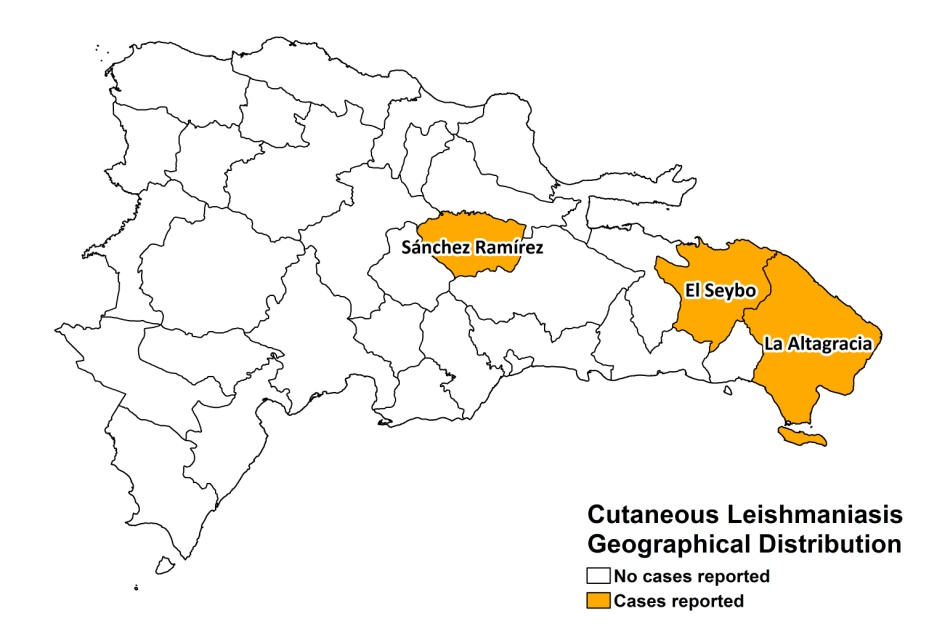 Sánchez Ramírez
El Seybo
La Altagracia
Cutaneous Leishmaniasis
Geographical Distribution
No cases reported
Cases reported